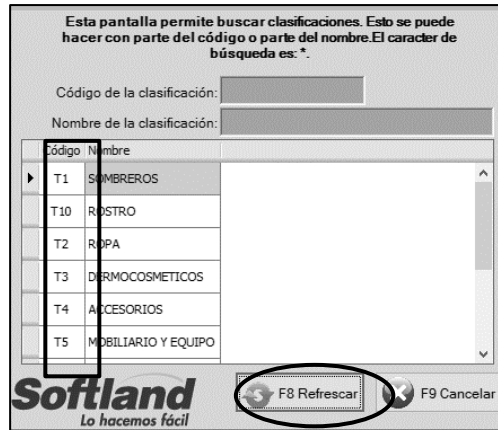 Esta pantalla permite buscar clasificaciones. Esto se puede
hacer con parte del código o parte del nombre.El caracter de
búsqueda es: *.
Código de la clasificación:
Nombre de la clasificación:
Código Nombre
T1 SOMBREROS
T10 ROSTRO
T2 ROPA
T3 DERMOCOSMETICOS
T4 ACCESORIOS
T5 MOBILIARIO Y EQUIPO
Softland
Lo hacemos fácil
F8 Refrescar
F9 Cancelar